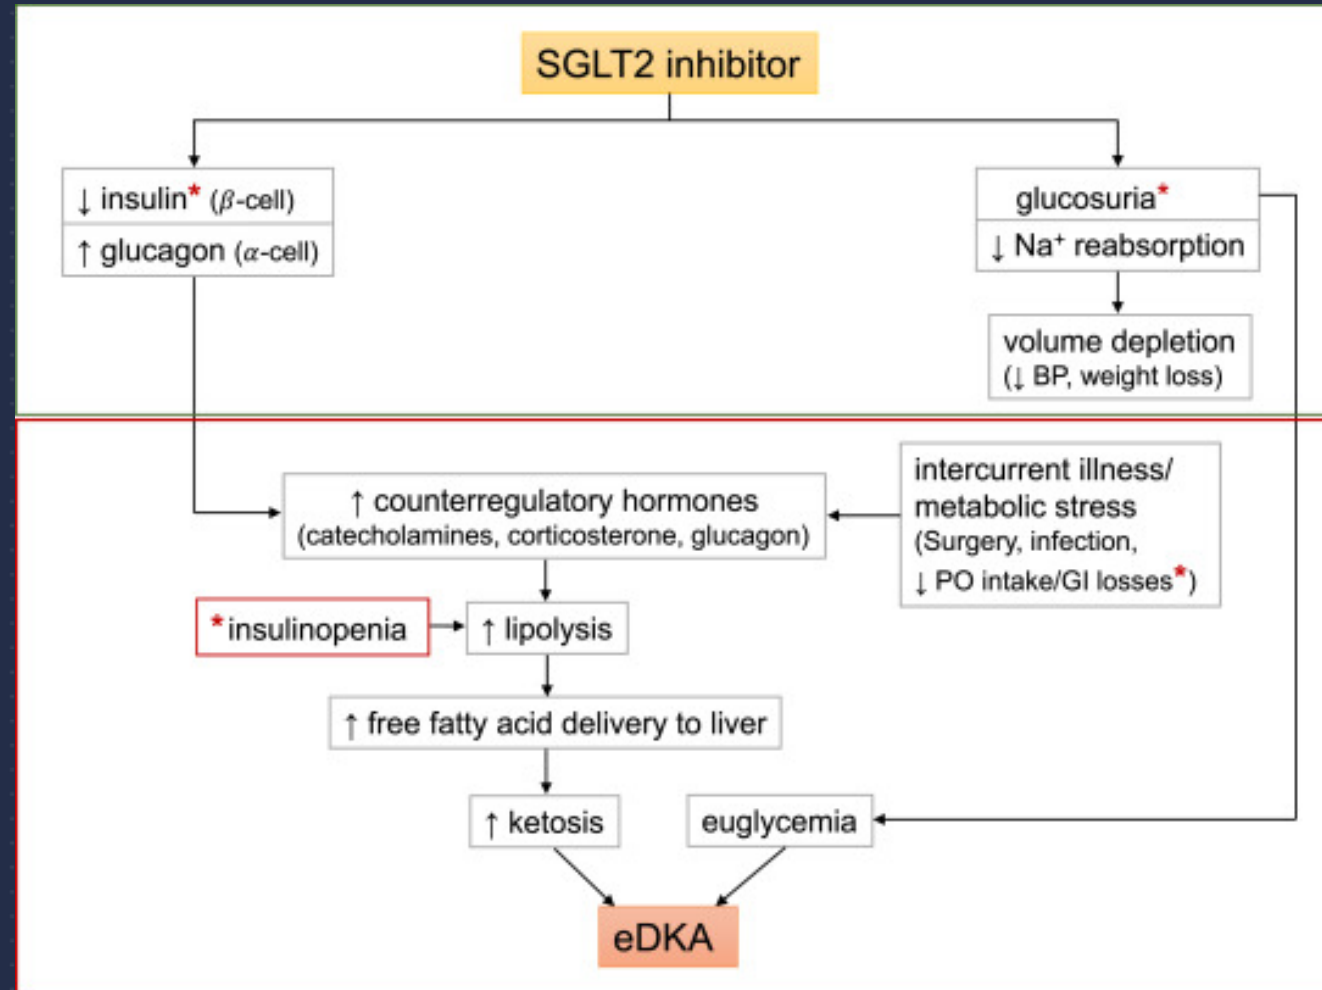 SGLT2 inhibitor
↓ insulin* (β-cell)
↑ glucagon (α-cell)
glucosuria*
↓ Na⁺ reabsorption
volume depletion
(↓ BP, weight loss)
↑ counterregulatory hormones
(catecholamines, corticosterone, glucagon)
intercurrent illness/
metabolic stress
(Surgery, infection,
↓ PO intake/GI losses*)
*insulinopenia
↑ lipolysis
↑ free fatty acid delivery to liver
↑ ketosis
euglycemia
eDKA